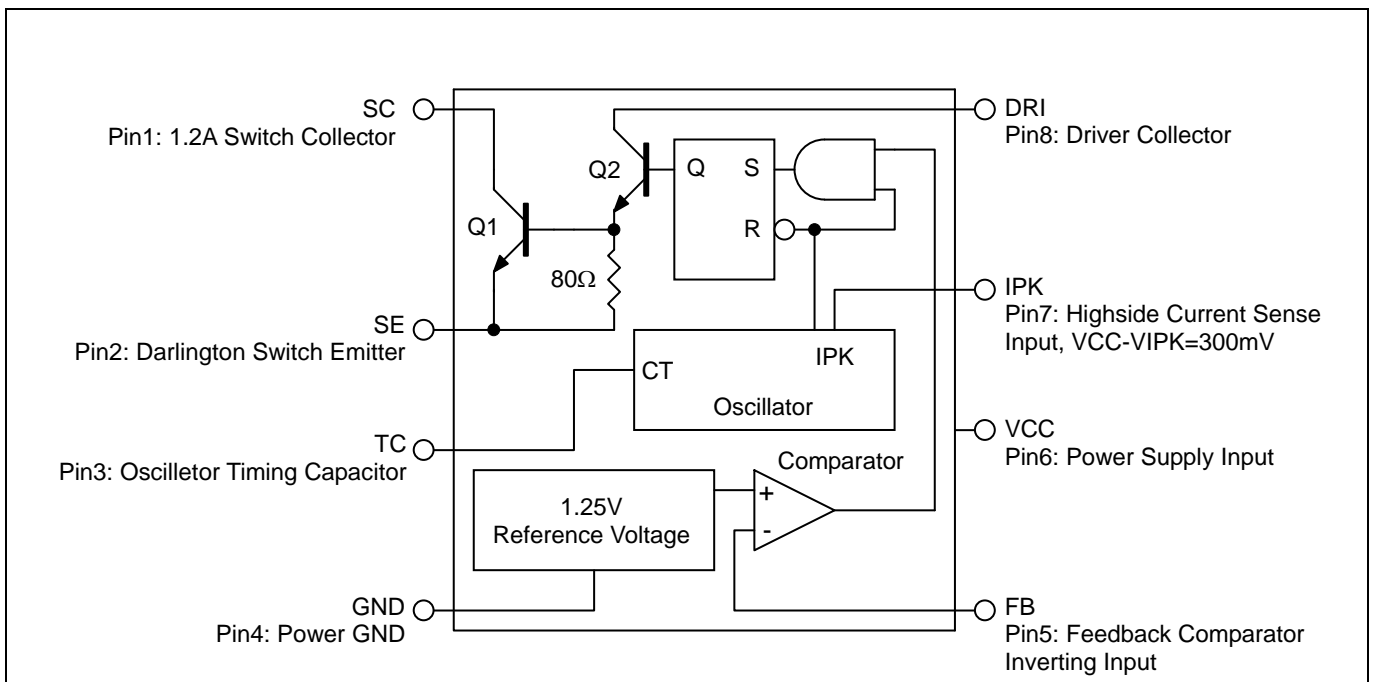 SC
Pin1: 1.2A Switch Collector
DRI
Pin8: Driver Collector
Q2
Q
S
R
Q1
80Ω
SE
Pin2: Darlington Switch Emitter
IPK
Pin7: Highside Current Sense
Input, VCC-VIPK=300mV
CT
IPK
Oscillator
TC
Pin3: Oscilletor Timing Capacitor
VCC
Pin6: Power Supply Input
Comparator
1.25V
Reference Voltage
+
-
GND
Pin4: Power GND
FB
Pin5: Feedback Comparator
Inverting Input